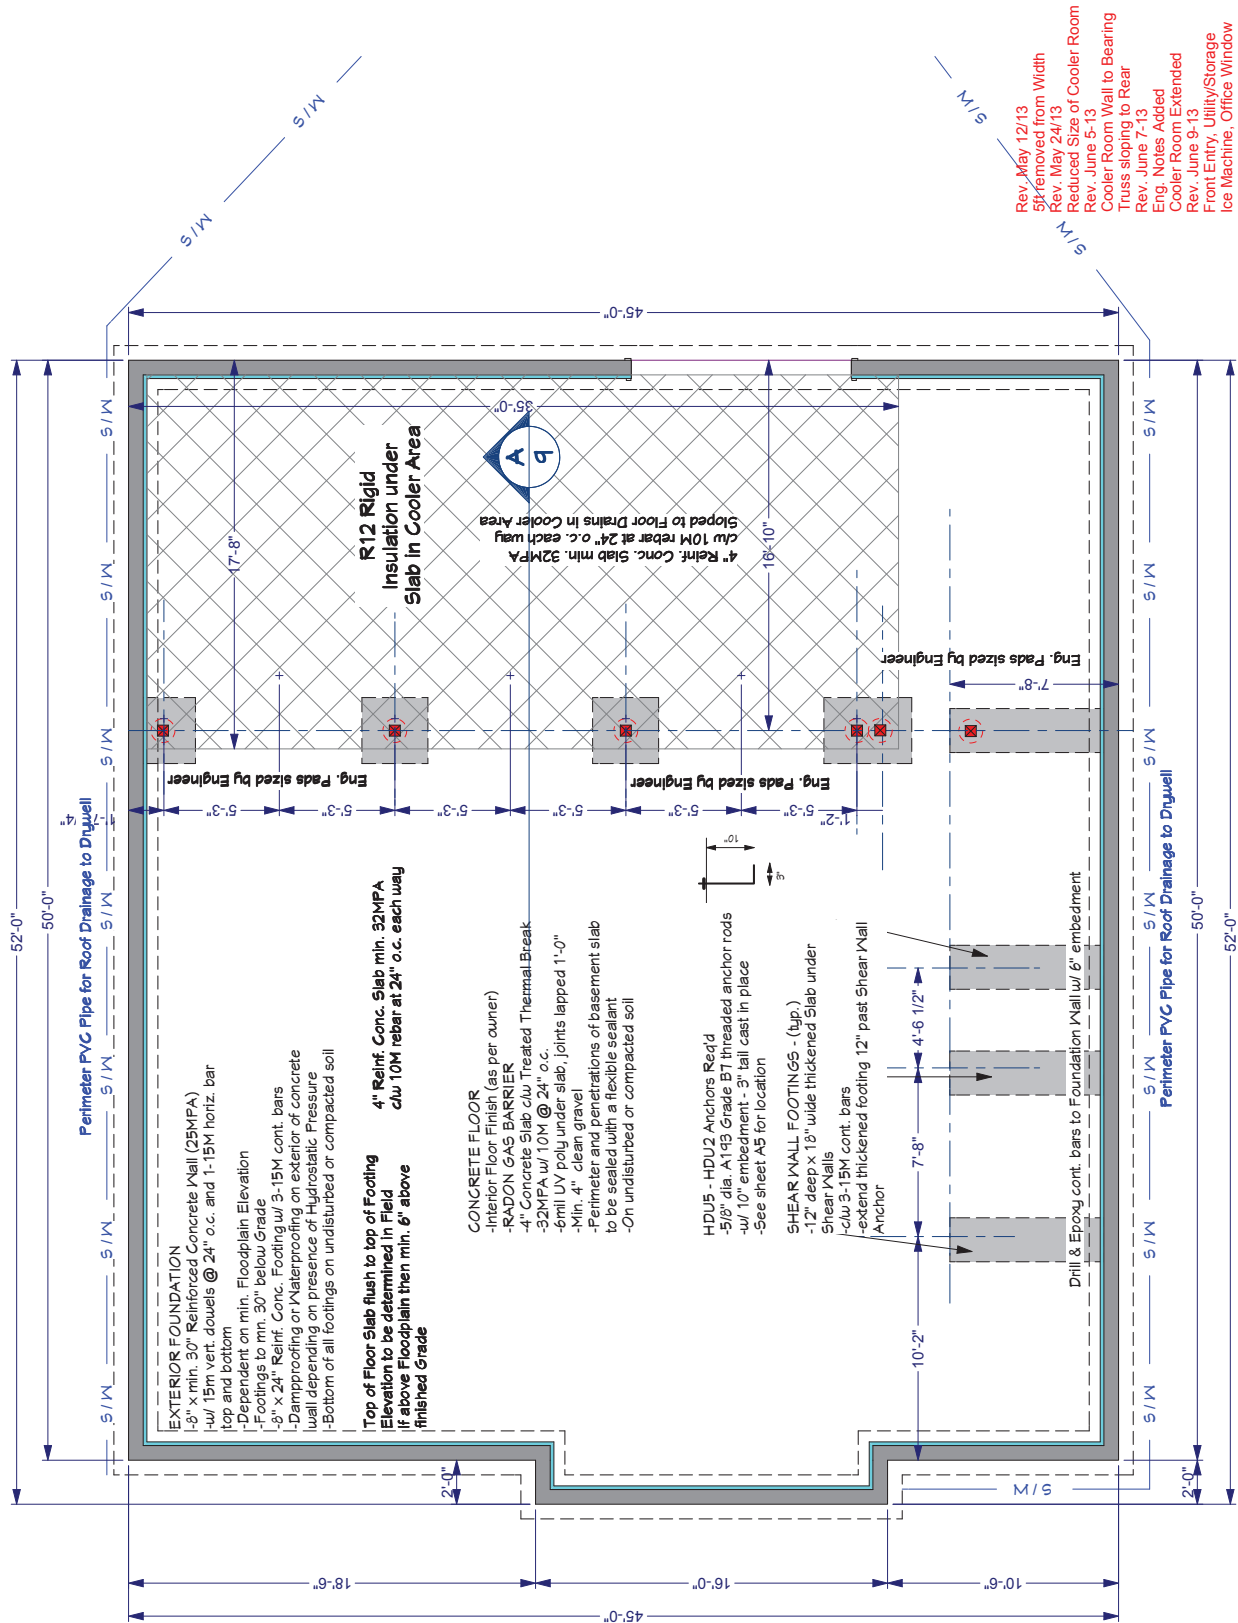 Rev. May 12/13
5ft removed from Width
Rev. May 24/13
Reduced Size of Cooler Room
Rev. June 5-13
Cooler Room Wall to Bearing
Truss sloping to Rear
Rev. June 7-13
Eng. Notes Added
Cooler Room Extended
Rev. June 9-13
Front Entry, Utility/Storage
Ice Machine, Office Window
M/S
M/S
M/S
M/S
52'-0"
50'-0"
45'-0"
M/S
M/S
M/S
M/S
M/S
M/S
M/S
Perimeter PVC Pipe for Roof Drainage to Drywell
35'-0"
17'-8"
16'-10"
R12 Rigid
Insulation under
Slab in Cooler Area
A
9
4" Reinf. Conc. Slab min. 32MPA
c/w 10M rebar at 24" o.c. each way
Sloped to Floor Drains in Cooler Area
Eng. Pads sized by Engineer
Eng. Pads sized by Engineer
Eng. Pads sized by Engineer
7'-8"
1'-7 1/4"
5'-3"
5'-3"
5'-3"
5'-3"
5'-3"
5'-3"
1'-2"
10"
3"
EXTERIOR FOUNDATION
-8" x min. 30" Reinforced Concrete Wall (25MPA)
-w/ 15m vert. dowels @ 24" o.c. and 1-15M horiz. bar
top and bottom
-Dependent on min. Floodplain Elevation
-Footings to mn. 30" below Grade
-8" x 24" Reinf. Conc. Footing w/ 3-15M cont. bars
-Dampproofing or Waterproofing on exterior of concrete
wall depending on presence of Hydrostatic Pressure
-Bottom of all footings on undisturbed or compacted soil
Top of Floor Slab flush to top of Footing
Elevation to be determined in Field
If above Floodplain then min. 6" above
finished Grade
4" Reinf. Conc. Slab min. 32MPA
c/w 10M rebar at 24" o.c. each way
CONCRETE FLOOR
-Interior Floor Finish (as per owner)
-RADON GAS BARRIER
-4" Concrete Slab c/w Treated Thermal Break
-32MPA w/ 10M @ 24" o.c.
-6mil UV poly under slab, joints lapped 1'-0"
-Min. 4" clean gravel
-Perimeter and penetrations of basement slab
to be sealed with a flexible sealant
-On undisturbed or compacted soil
HDU5 - HDU2 Anchors Req'd
-5/8" dia. A193 Grade B7 threaded anchor rods
-w/ 10" embedment - 3" tail cast in place
-See sheet A5 for location
SHEAR WALL FOOTINGS - (typ.)
-12" deep x 18" wide thickened Slab under
Shear Walls
-c/w 3-15M cont. bars
-extend thickened footing 12" past Shear Wall
Anchor
4'-6 1/2"
7'-8"
10'-2"
Drill & Epoxy cont. bars to Foundation Wall w/ 6" embedment
M/S
M/S
M/S
M/S
M/S
M/S
M/S
M/S
Perimeter PVC Pipe for Roof Drainage to Drywell
50'-0"
52'-0"
2'-0"
2'-0"
18'-6"
16'-0"
10'-6"
45'-0"